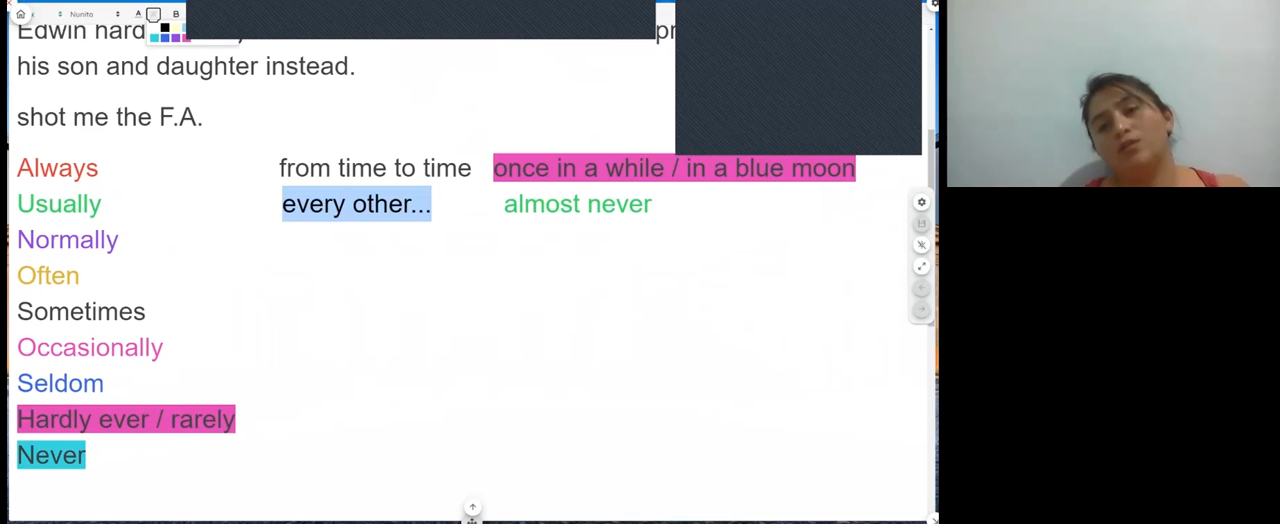 Nunito A B
Edwin hard
his son and daughter instead.
shot me the F.A.
Always from time to time once in a while / in a blue moon
Usually every other... almost never
Normally
Often
Sometimes
Occasionally
Seldom
Hardly ever / rarely
Never